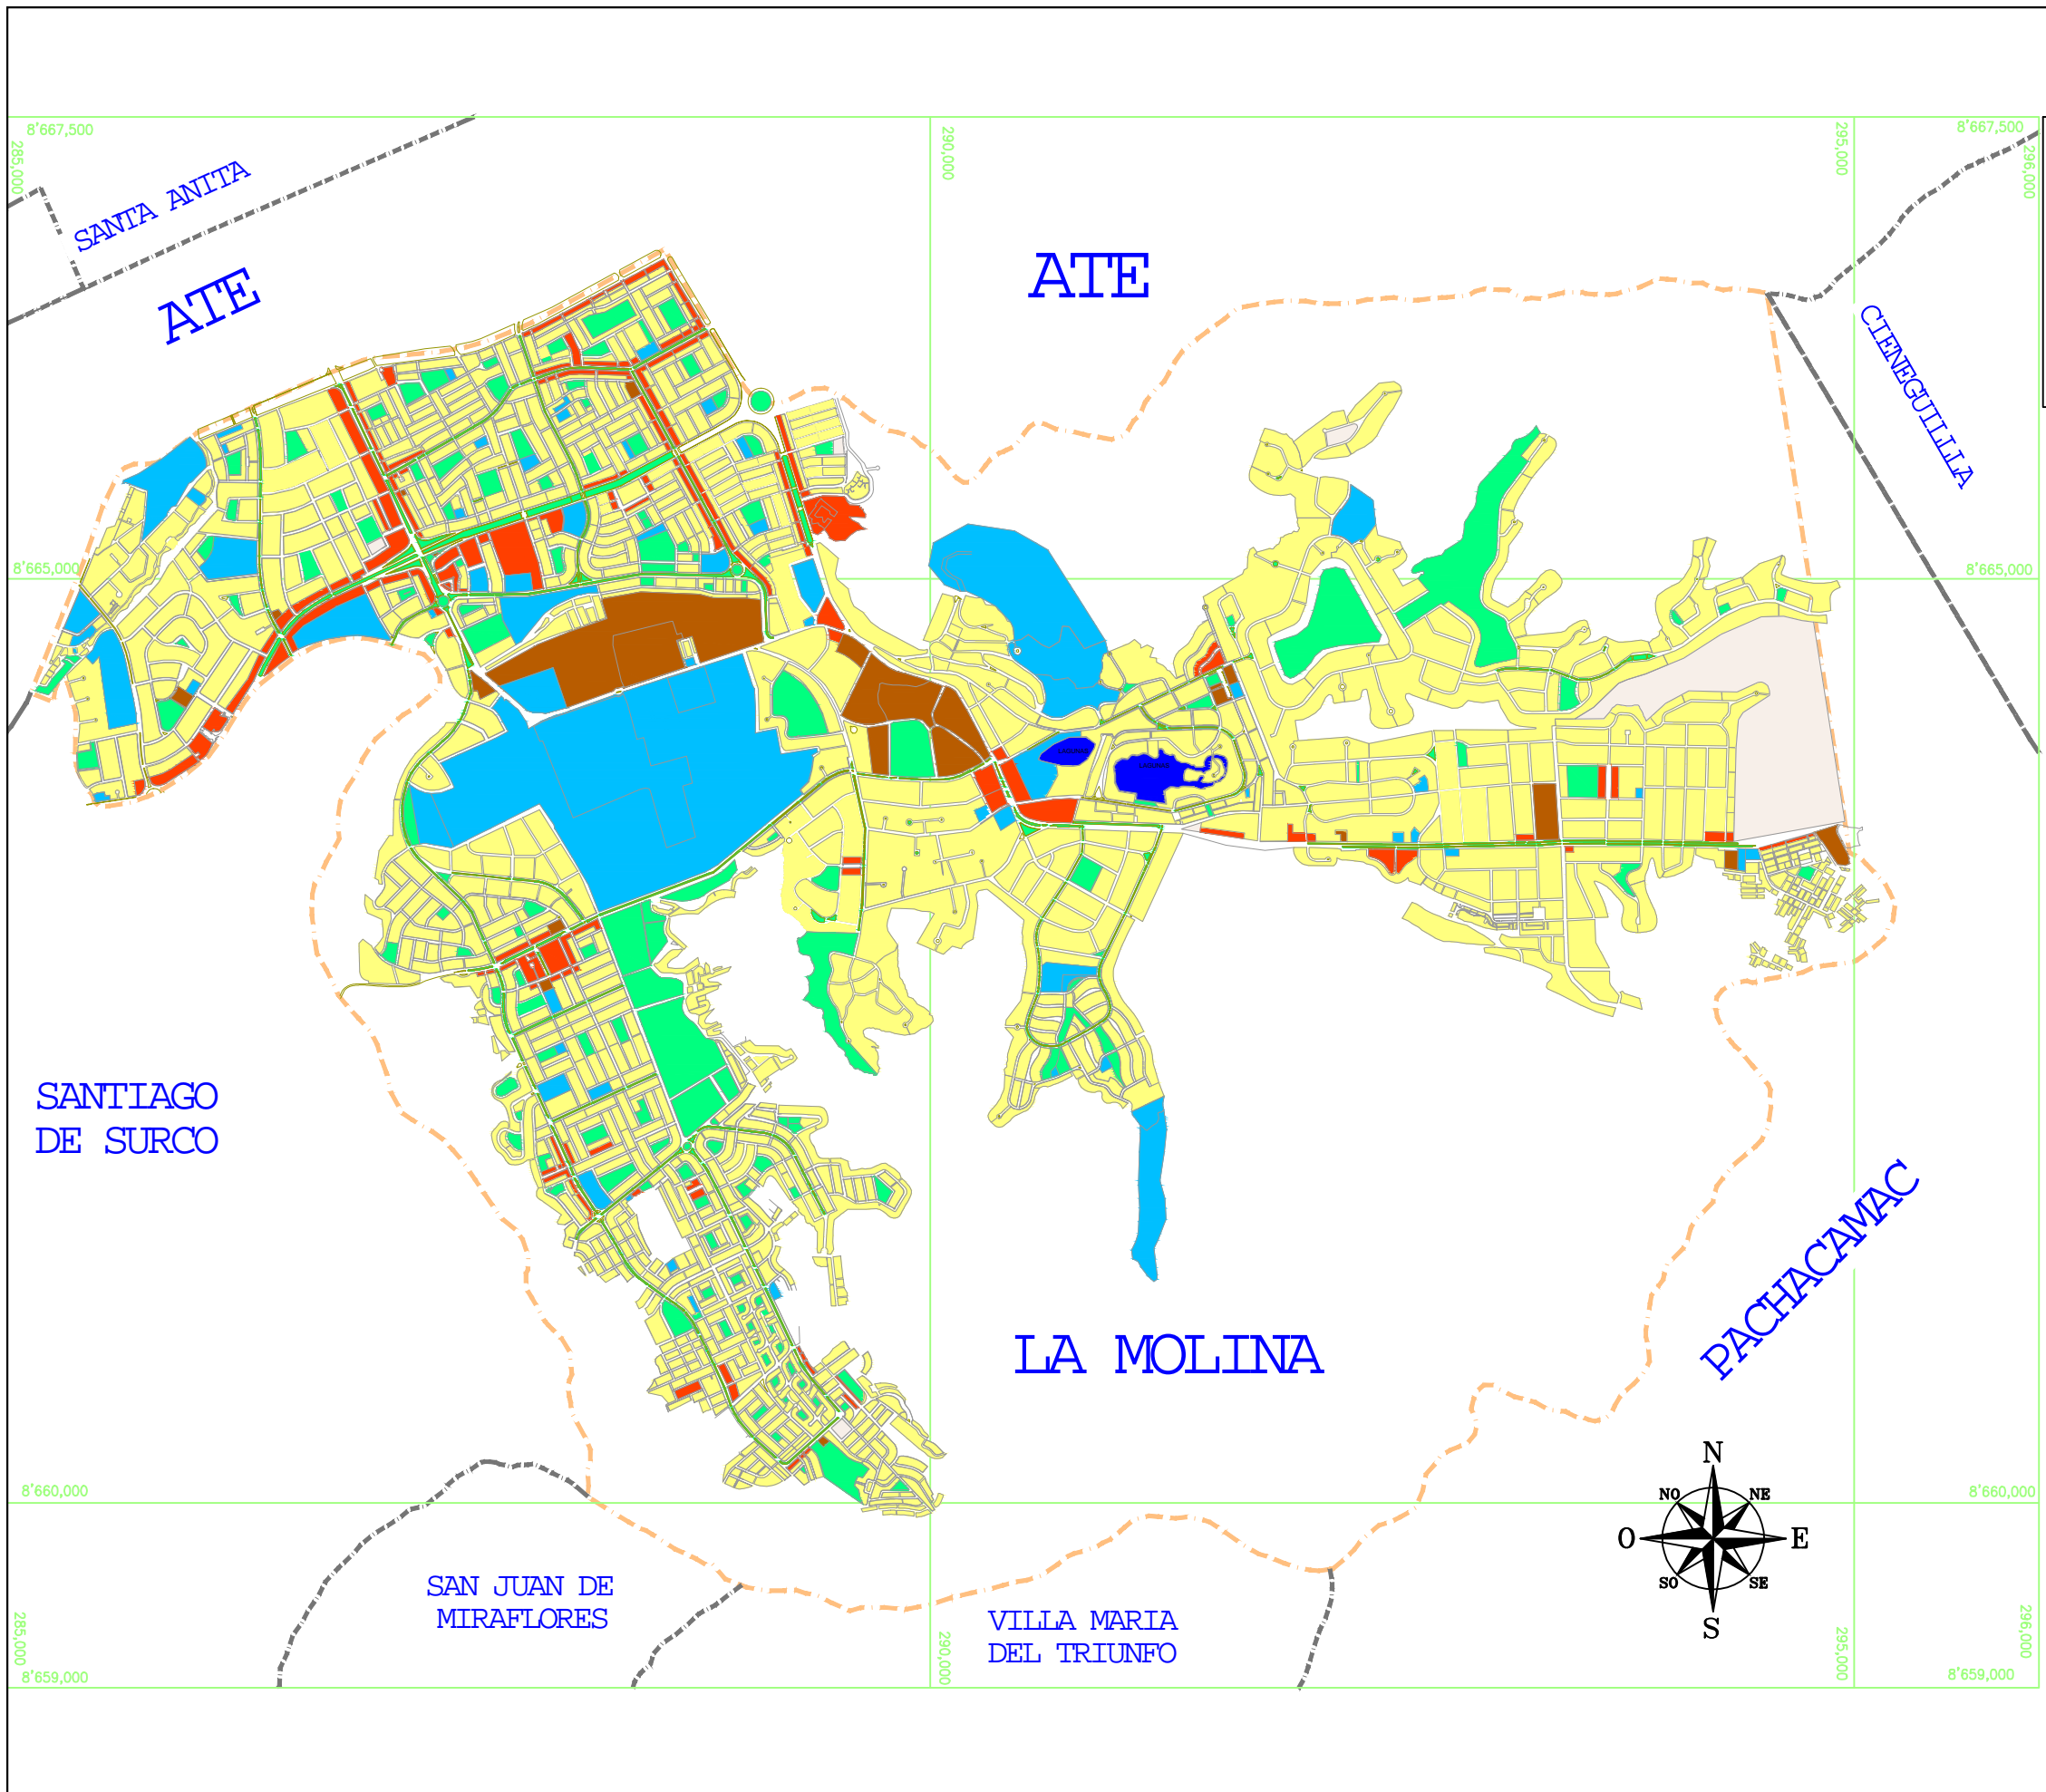 8'667,500
8'667,500
285,000
290,000
295,000
296,000
SANTA ANITA
ATE
ATE
CIENEGUILLA
8'665,000
8'665,000
SANTIAGO
DE SURCO
PACHACAMAC
LA MOLINA
N
NO
NE
O
E
SO
SE
S
8'660,000
8'660,000
SAN JUAN DE
MIRAFLORES
VILLA MARIA
DEL TRIUNFO
285,000
290,000
295,000
296,000
8'659,000
8'659,000